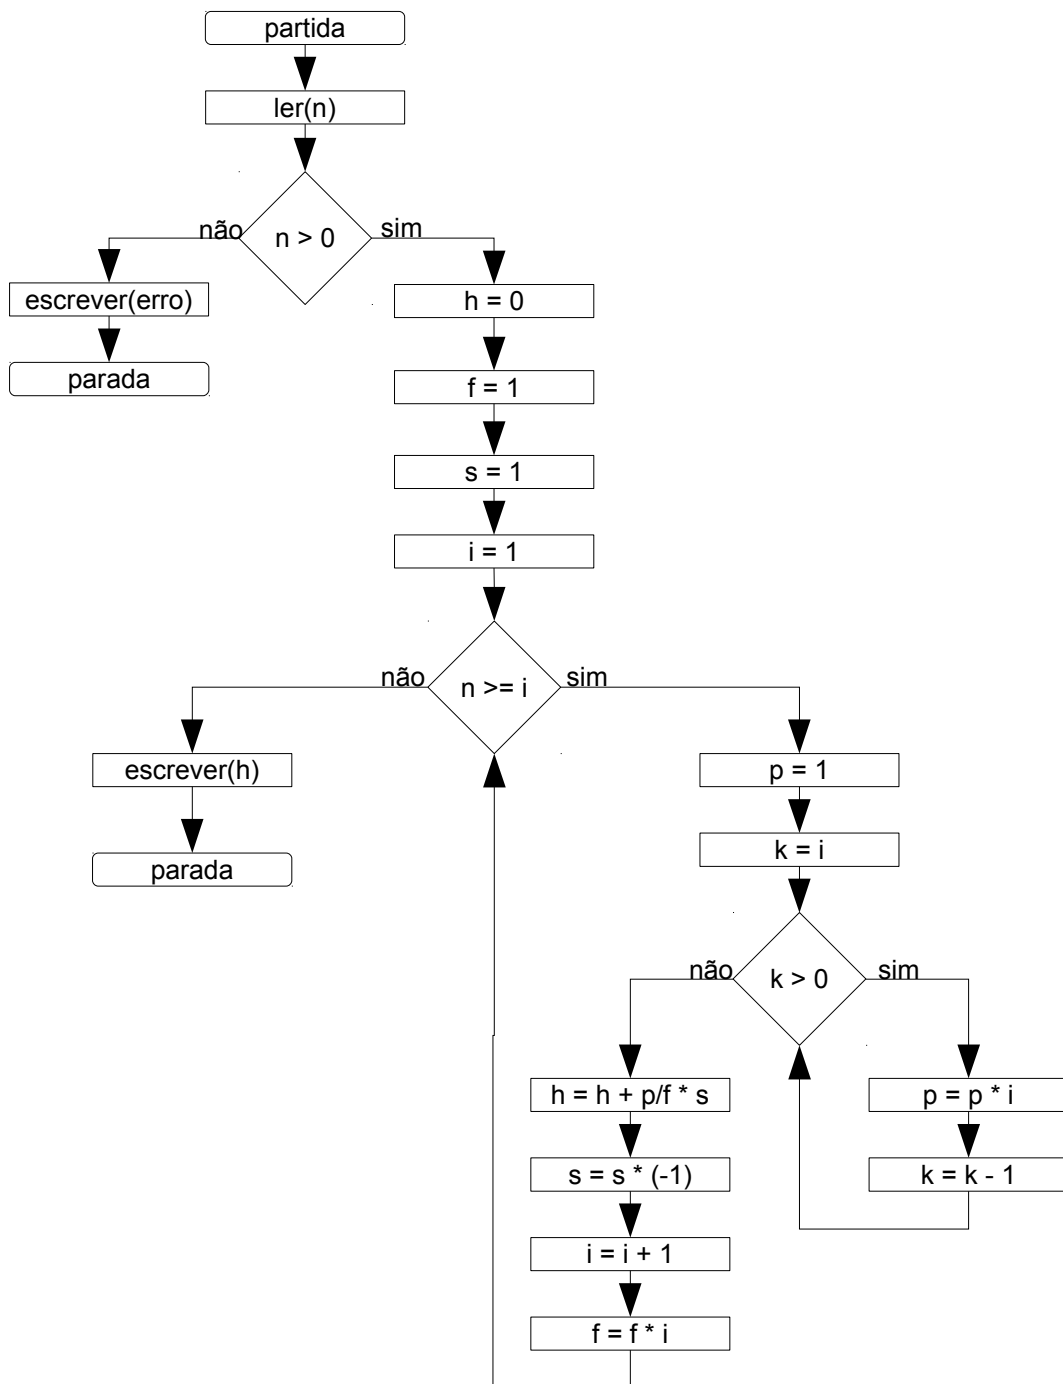 partida
ler(n)
não
n > 0
sim
escrever(erro)
parada
h = 0
f = 1
s = 1
i = 1
não
n >= i
sim
escrever(h)
parada
p = 1
k = i
não
k > 0
sim
h = h + p/f * s
s = s * (-1)
i = i + 1
f = f * i
p = p * i
k = k - 1